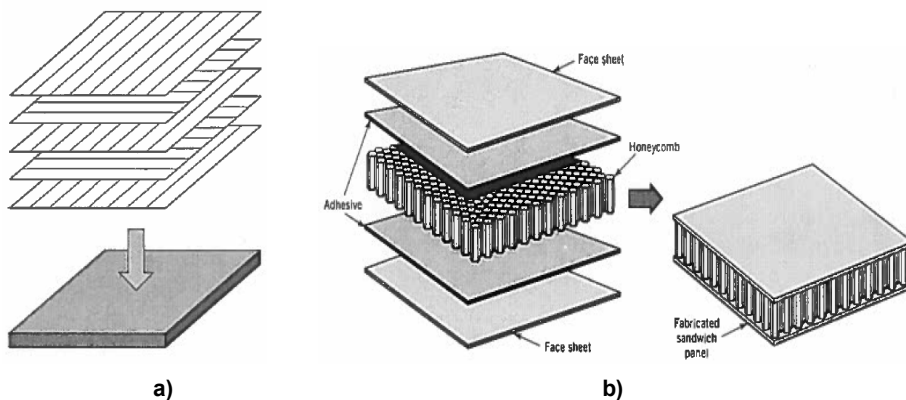 Face sheet
Honeycomb
Adhesive
Face sheet
Fabricated
sandwich
panel
a)
b)